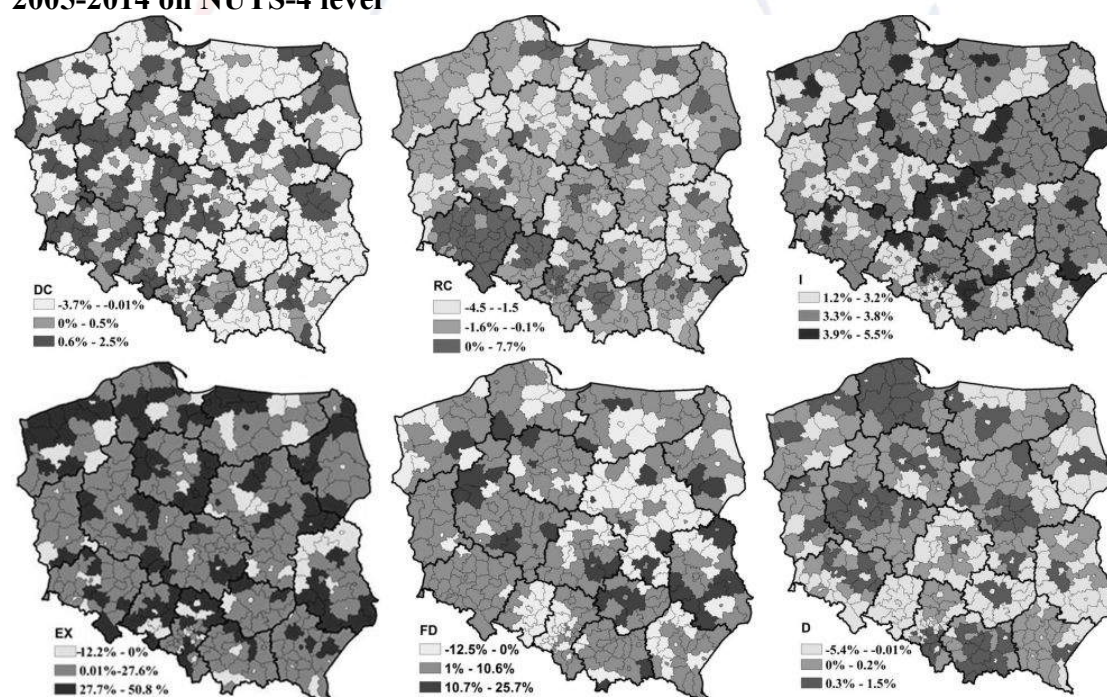 2005-2014 on NUTS-4 level
DC
-3.7% - -0.01%
0% - 0.5%
0.6% - 2.5%
RC
-4.5 - -1.5
-1.6% - -0.1%
0% - 7.7%
I
1.2% - 3.2%
3.3% - 3.8%
3.9% - 5.5%
EX
-12.2% - 0%
0.01%-27.6%
27.7% - 50.8 %
FD
-12.5% - 0%
1% - 10.6%
10.7% - 25.7%
D
-5.4% - -0.01%
0% - 0.2%
0.3% - 1.5%